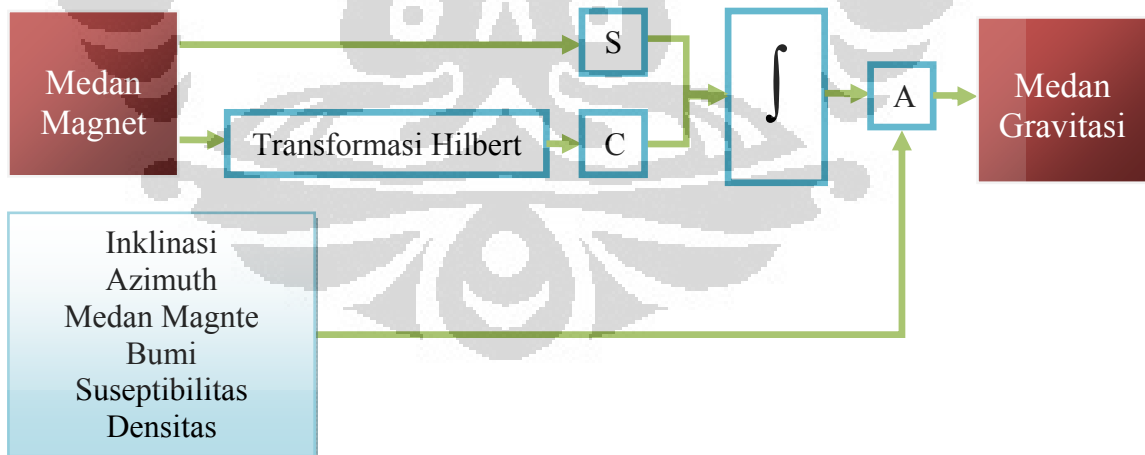 Medan
Magnet
S
Transformasi Hilbert
C
∫
A
Medan
Gravitasi
Inklinasi
Azimuth
Medan Magnte
Bumi
Suseptibilitas
Densitas